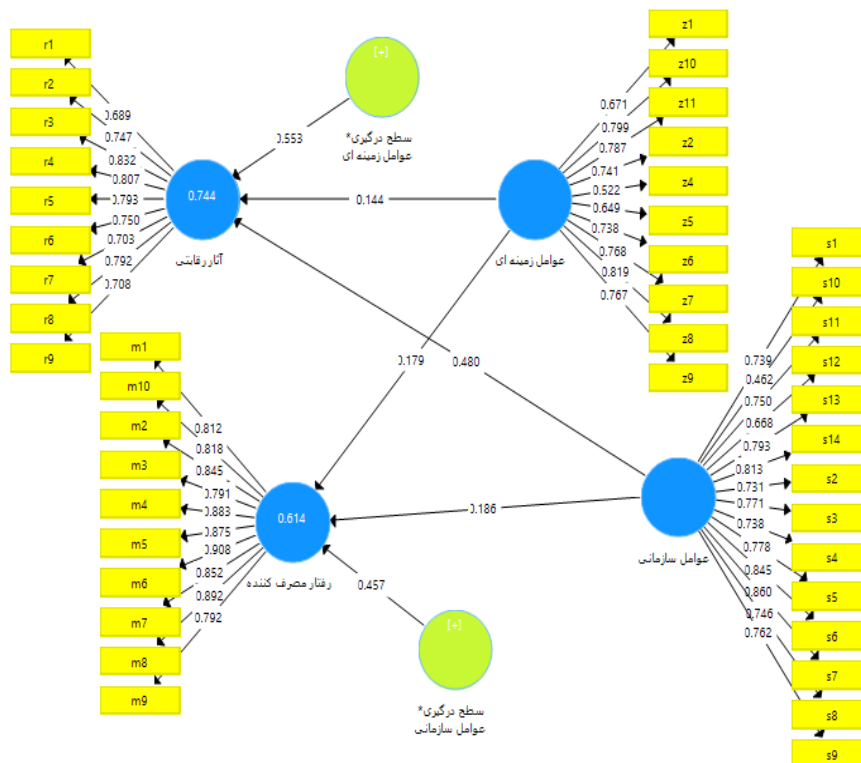 r1
r2
r3
r4
r5
r6
r7
r8
r9
0.689
0.747
0.832
0.807
0.793
0.750
0.703
0.792
0.708
0.744
آثار رقابتی
[+]
سطح درگیری*
عوامل زمینه ای
0.553
0.144
عوامل زمینه ای
z1
z10
z11
z2
z4
z5
z6
z7
z8
z9
0.671
0.799
0.787
0.741
0.522
0.649
0.738
0.768
0.819
0.767
0.179
0.480
m1
m10
m2
m3
m4
m5
m6
m7
m8
m9
0.812
0.818
0.845
0.791
0.883
0.875
0.908
0.852
0.892
0.792
0.614
رفتار مصرف کننده
0.186
0.457
[+]
سطح درگیری*
عوامل سازمانی
عوامل سازمانی
s1
s10
s11
s12
s13
s14
s2
s3
s4
s5
s6
s7
s8
s9
0.739
0.462
0.750
0.668
0.793
0.813
0.731
0.771
0.738
0.778
0.845
0.860
0.746
0.762